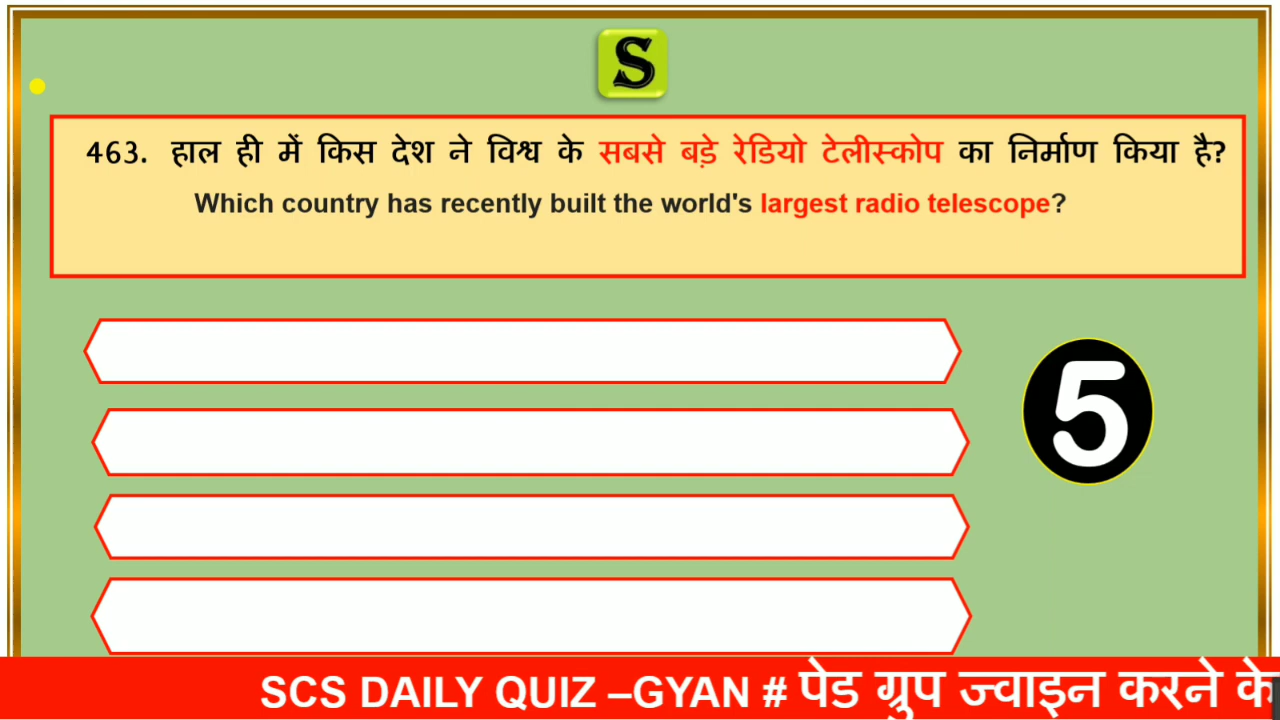 S
463. हाल ही में किस देश ने विश्व के सबसे बड़े रेडियो टेलीस्कोप का निर्माण किया है?
Which country has recently built the world's largest radio telescope?
5
SCS DAILY QUIZ –GYAN # पेड ग्रुप ज्वाइन करने के